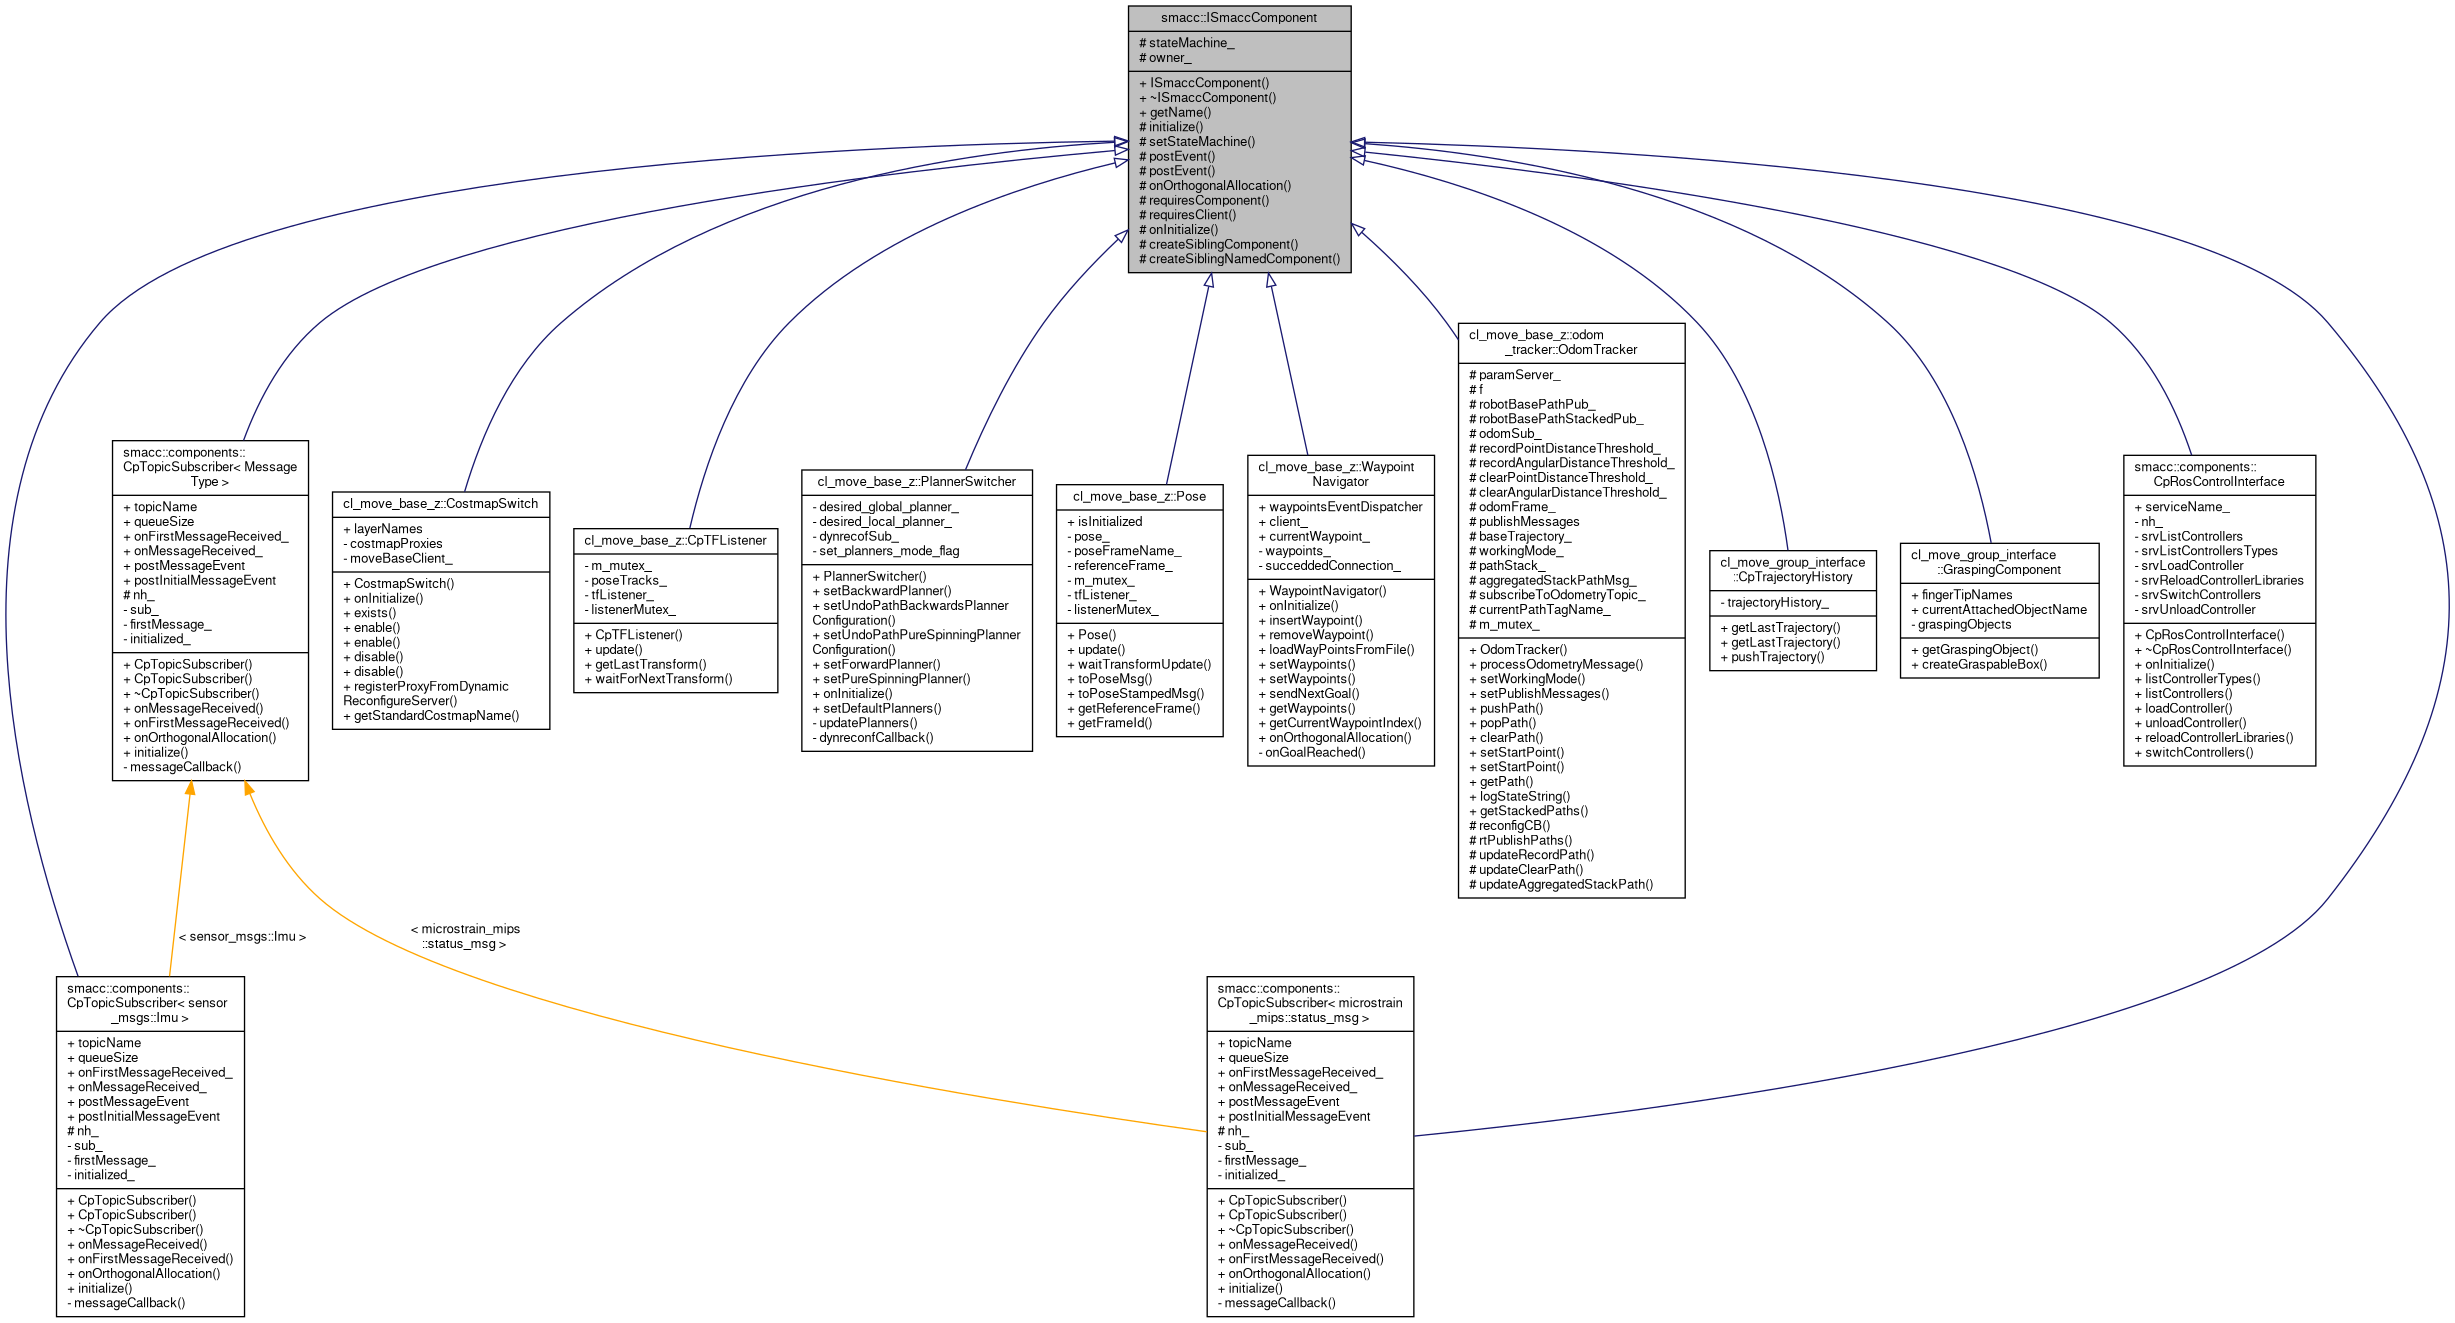 smacc::ISmaccComponent
# stateMachine_
# owner_
+ ISmaccComponent()
+ ~ISmaccComponent()
+ getName()
# initialize()
# setStateMachine()
# postEvent()
# postEvent()
# onOrthogonalAllocation()
# requiresComponent()
# requiresClient()
# onInitialize()
# createSiblingComponent()
# createSiblingNamedComponent()
smacc::components::
CpTopicSubscriber< Message
Type >
+ topicName
+ queueSize
+ onFirstMessageReceived_
+ onMessageReceived_
+ postMessageEvent
+ postInitialMessageEvent
# nh_
- sub_
- firstMessage_
- initialized_
+ CpTopicSubscriber()
+ CpTopicSubscriber()
+ ~CpTopicSubscriber()
+ onMessageReceived()
+ onFirstMessageReceived()
+ onOrthogonalAllocation()
+ initialize()
- messageCallback()
cl_move_base_z::CostmapSwitch
+ layerNames
- costmapProxies
- moveBaseClient_
+ CostmapSwitch()
+ onInitialize()
+ exists()
+ enable()
+ enable()
+ disable()
+ disable()
+ registerProxyFromDynamic
ReconfigureServer()
+ getStandardCostmapName()
cl_move_base_z::CpTFListener
- m_mutex_
- poseTracks_
- tfListener_
- listenerMutex_
+ CpTFListener()
+ update()
+ getLastTransform()
+ waitForNextTransform()
cl_move_base_z::PlannerSwitcher
- desired_global_planner_
- desired_local_planner_
- dynrecofSub_
- set_planners_mode_flag
+ PlannerSwitcher()
+ setBackwardPlanner()
+ setUndoPathBackwardsPlanner
Configuration()
+ setUndoPathPureSpinningPlanner
Configuration()
+ setForwardPlanner()
+ setPureSpinningPlanner()
+ onInitialize()
+ setDefaultPlanners()
- updatePlanners()
- dynreconfCallback()
cl_move_base_z::Pose
+ isInitialized
- pose_
- poseFrameName_
- referenceFrame_
- m_mutex_
- tfListener_
- listenerMutex_
+ Pose()
+ update()
+ waitTransformUpdate()
+ toPoseMsg()
+ toPoseStampedMsg()
+ getReferenceFrame()
+ getFrameId()
cl_move_base_z::Waypoint
Navigator
+ waypointsEventDispatcher
+ client_
+ currentWaypoint_
- waypoints_
- succeddedConnection_
+ WaypointNavigator()
+ onInitialize()
+ insertWaypoint()
+ removeWaypoint()
+ loadWayPointsFromFile()
+ setWaypoints()
+ setWaypoints()
+ sendNextGoal()
+ getWaypoints()
+ getCurrentWaypointIndex()
+ onOrthogonalAllocation()
- onGoalReached()
cl_move_base_z::odom
_tracker::OdomTracker
# paramServer_
# f
# robotBasePathPub_
# robotBasePathStackedPub_
# odomSub_
# recordPointDistanceThreshold_
# recordAngularDistanceThreshold_
# clearPointDistanceThreshold_
# clearAngularDistanceThreshold_
# odomFrame_
# publishMessages
# baseTrajectory_
# workingMode_
# pathStack_
# aggregatedStackPathMsg_
# subscribeToOdometryTopic_
# currentPathTagName_
# m_mutex_
+ OdomTracker()
+ processOdometryMessage()
+ setWorkingMode()
+ setPublishMessages()
+ pushPath()
+ popPath()
+ clearPath()
+ setStartPoint()
+ setStartPoint()
+ getPath()
+ logStateString()
+ getStackedPaths()
# reconfigCB()
# rtPublishPaths()
# updateRecordPath()
# updateClearPath()
# updateAggregatedStackPath()
cl_move_group_interface
::CpTrajectoryHistory
- trajectoryHistory_
+ getLastTrajectory()
+ getLastTrajectory()
+ pushTrajectory()
cl_move_group_interface
::GraspingComponent
+ fingerTipNames
+ currentAttachedObjectName
- graspingObjects
+ getGraspingObject()
+ createGraspableBox()
smacc::components::
CpRosControlInterface
+ serviceName_
- nh_
- srvListControllers
- srvListControllersTypes
- srvLoadController
- srvReloadControllerLibraries
- srvSwitchControllers
- srvUnloadController
+ CpRosControlInterface()
+ ~CpRosControlInterface()
+ onInitialize()
+ listControllerTypes()
+ listControllers()
+ loadController()
+ unloadController()
+ reloadControllerLibraries()
+ switchControllers()
< sensor_msgs::Imu >
< microstrain_mips
::status_msg >
smacc::components::
CpTopicSubscriber< sensor
_msgs::Imu >
+ topicName
+ queueSize
+ onFirstMessageReceived_
+ onMessageReceived_
+ postMessageEvent
+ postInitialMessageEvent
# nh_
- sub_
- firstMessage_
- initialized_
+ CpTopicSubscriber()
+ CpTopicSubscriber()
+ ~CpTopicSubscriber()
+ onMessageReceived()
+ onFirstMessageReceived()
+ onOrthogonalAllocation()
+ initialize()
- messageCallback()
smacc::components::
CpTopicSubscriber< microstrain
_mips::status_msg >
+ topicName
+ queueSize
+ onFirstMessageReceived_
+ onMessageReceived_
+ postMessageEvent
+ postInitialMessageEvent
# nh_
- sub_
- firstMessage_
- initialized_
+ CpTopicSubscriber()
+ CpTopicSubscriber()
+ ~CpTopicSubscriber()
+ onMessageReceived()
+ onFirstMessageReceived()
+ onOrthogonalAllocation()
+ initialize()
- messageCallback()